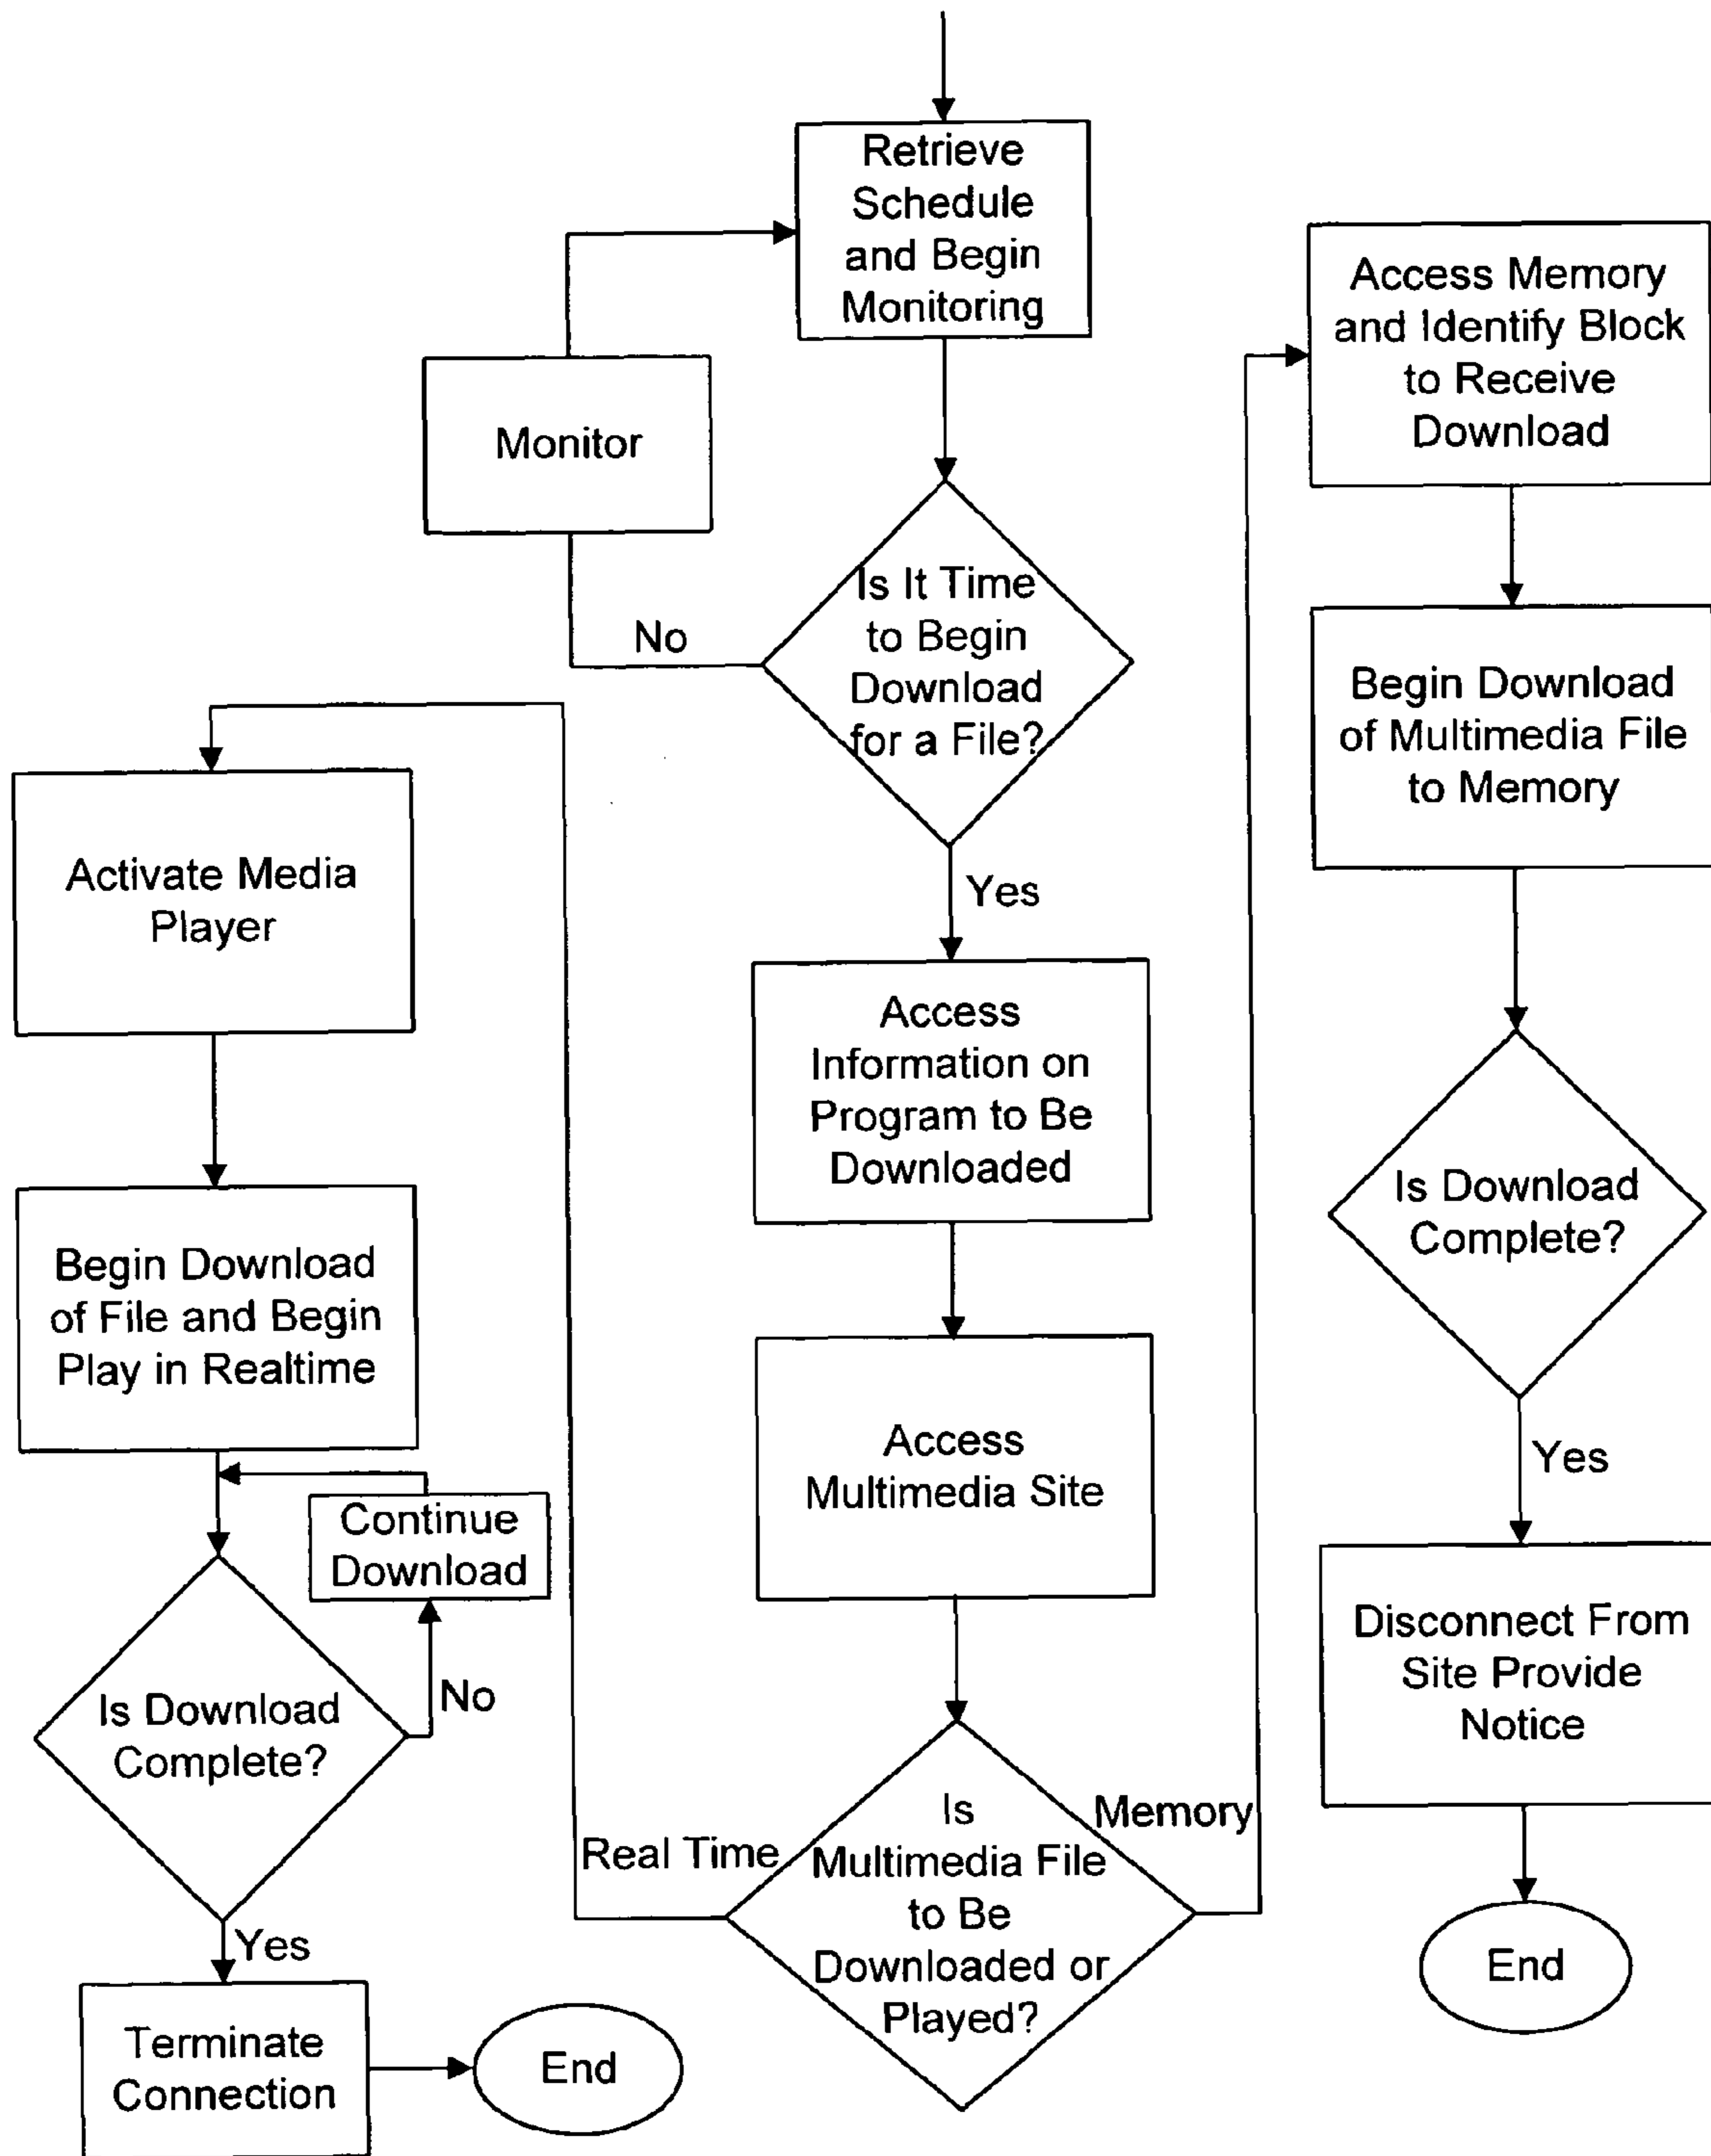 Retrieve
Schedule
and Begin
Monitoring
Monitor
Is It Time
to Begin
Download
for a File?
No
Yes
Access
Information on
Program to Be
Downloaded
Access
Multimedia Site
Is
Multimedia File
to Be
Downloaded or
Played?
Real Time
Memory
Activate Media
Player
Begin Download
of File and Begin
Play in Realtime
Continue
Download
Is Download
Complete?
No
Yes
Terminate
Connection
End
Access Memory
and Identify Block
to Receive
Download
Begin Download
of Multimedia File
to Memory
Is Download
Complete?
Yes
Disconnect From
Site Provide
Notice
End